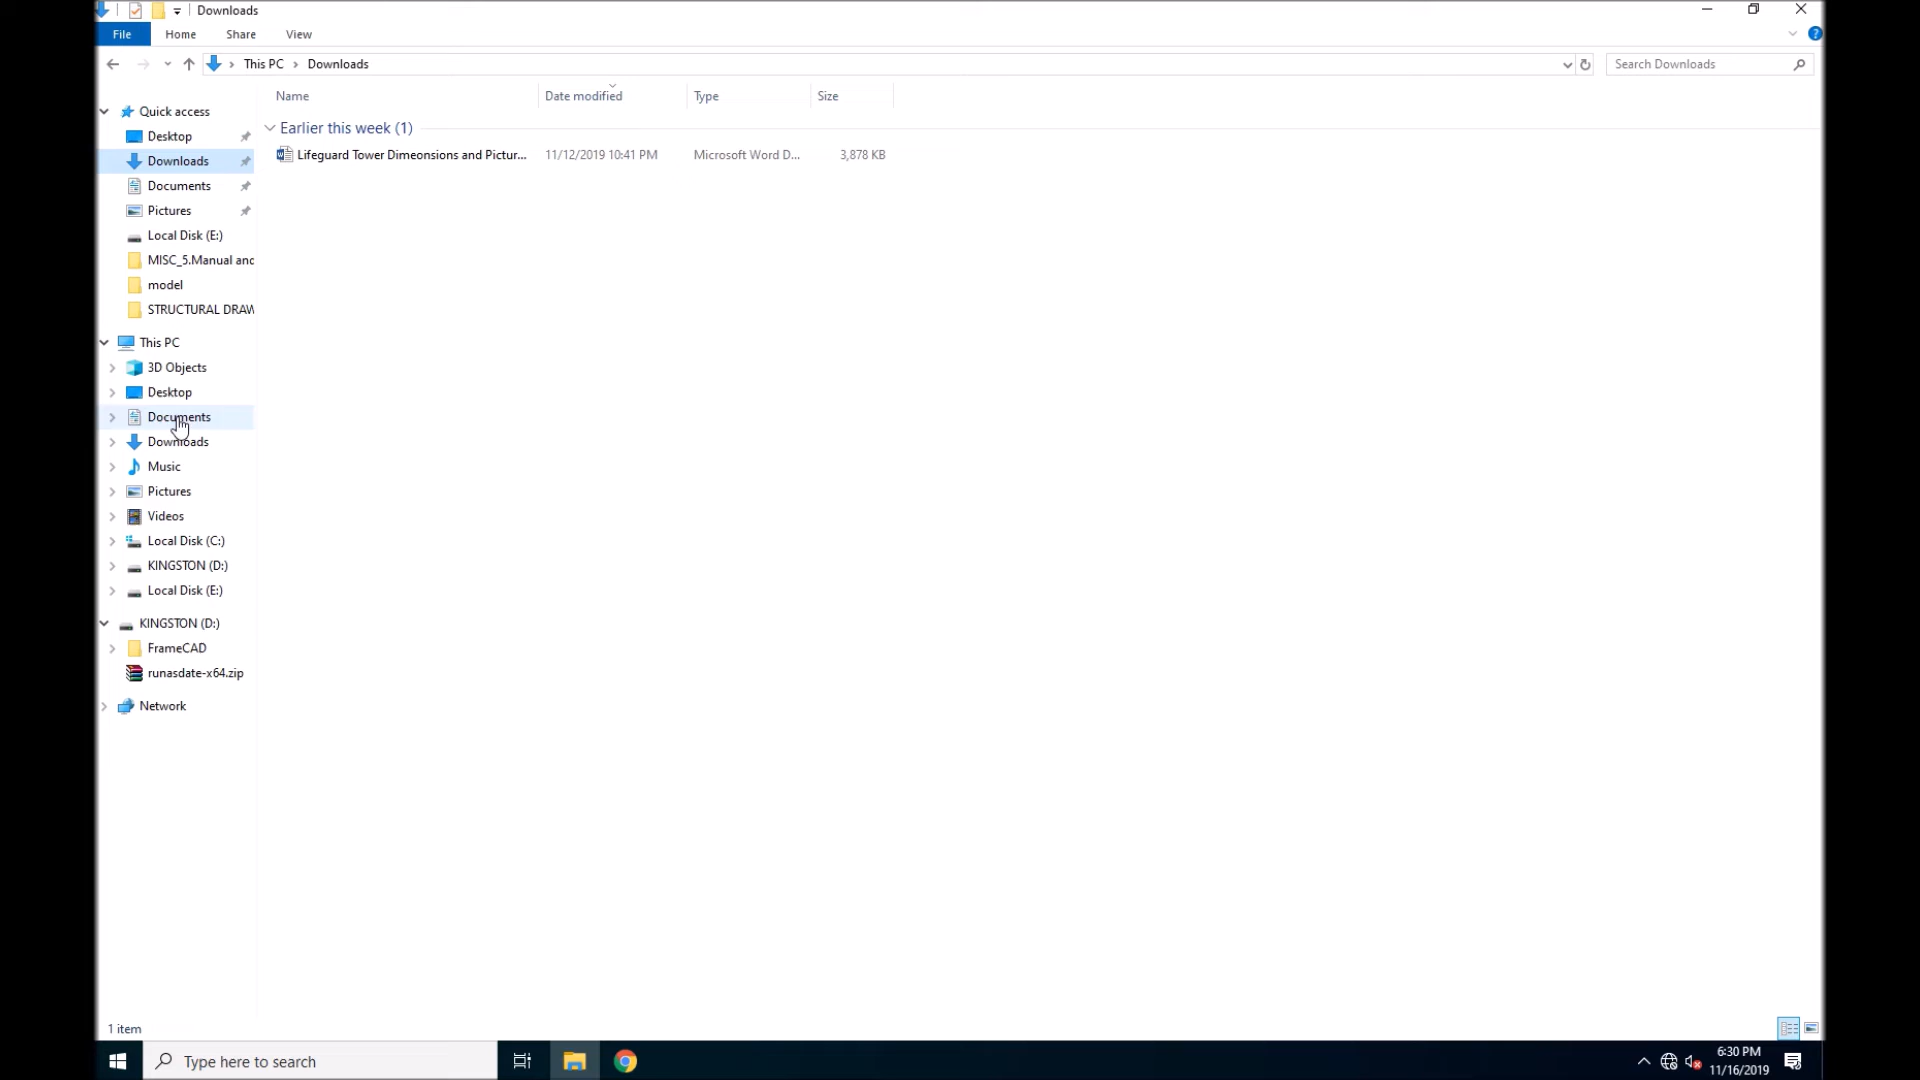 Downloads
File Home Share View
This PC Downloads Search Downloads
Name Date modified Type Size
Earlier this week (1)
Lifeguard Tower Dimeonsions and Pictur... 11/12/2019 10:41 PM Microsoft Word D... 3,878 KB
Quick access
Desktop
Downloads
Documents
Pictures
Local Disk (E:)
MISC_5.Manual and
model
STRUCTURAL DRAW
This PC
3D Objects
Desktop
Documents
Downloads
Music
Pictures
Videos
Local Disk (C:)
KINGSTON (D:)
Local Disk (E:)
KINGSTON (D:)
FrameCAD
runasdate-x64.zip
Network
1 item
Type here to search
6:30 PM
11/16/2019